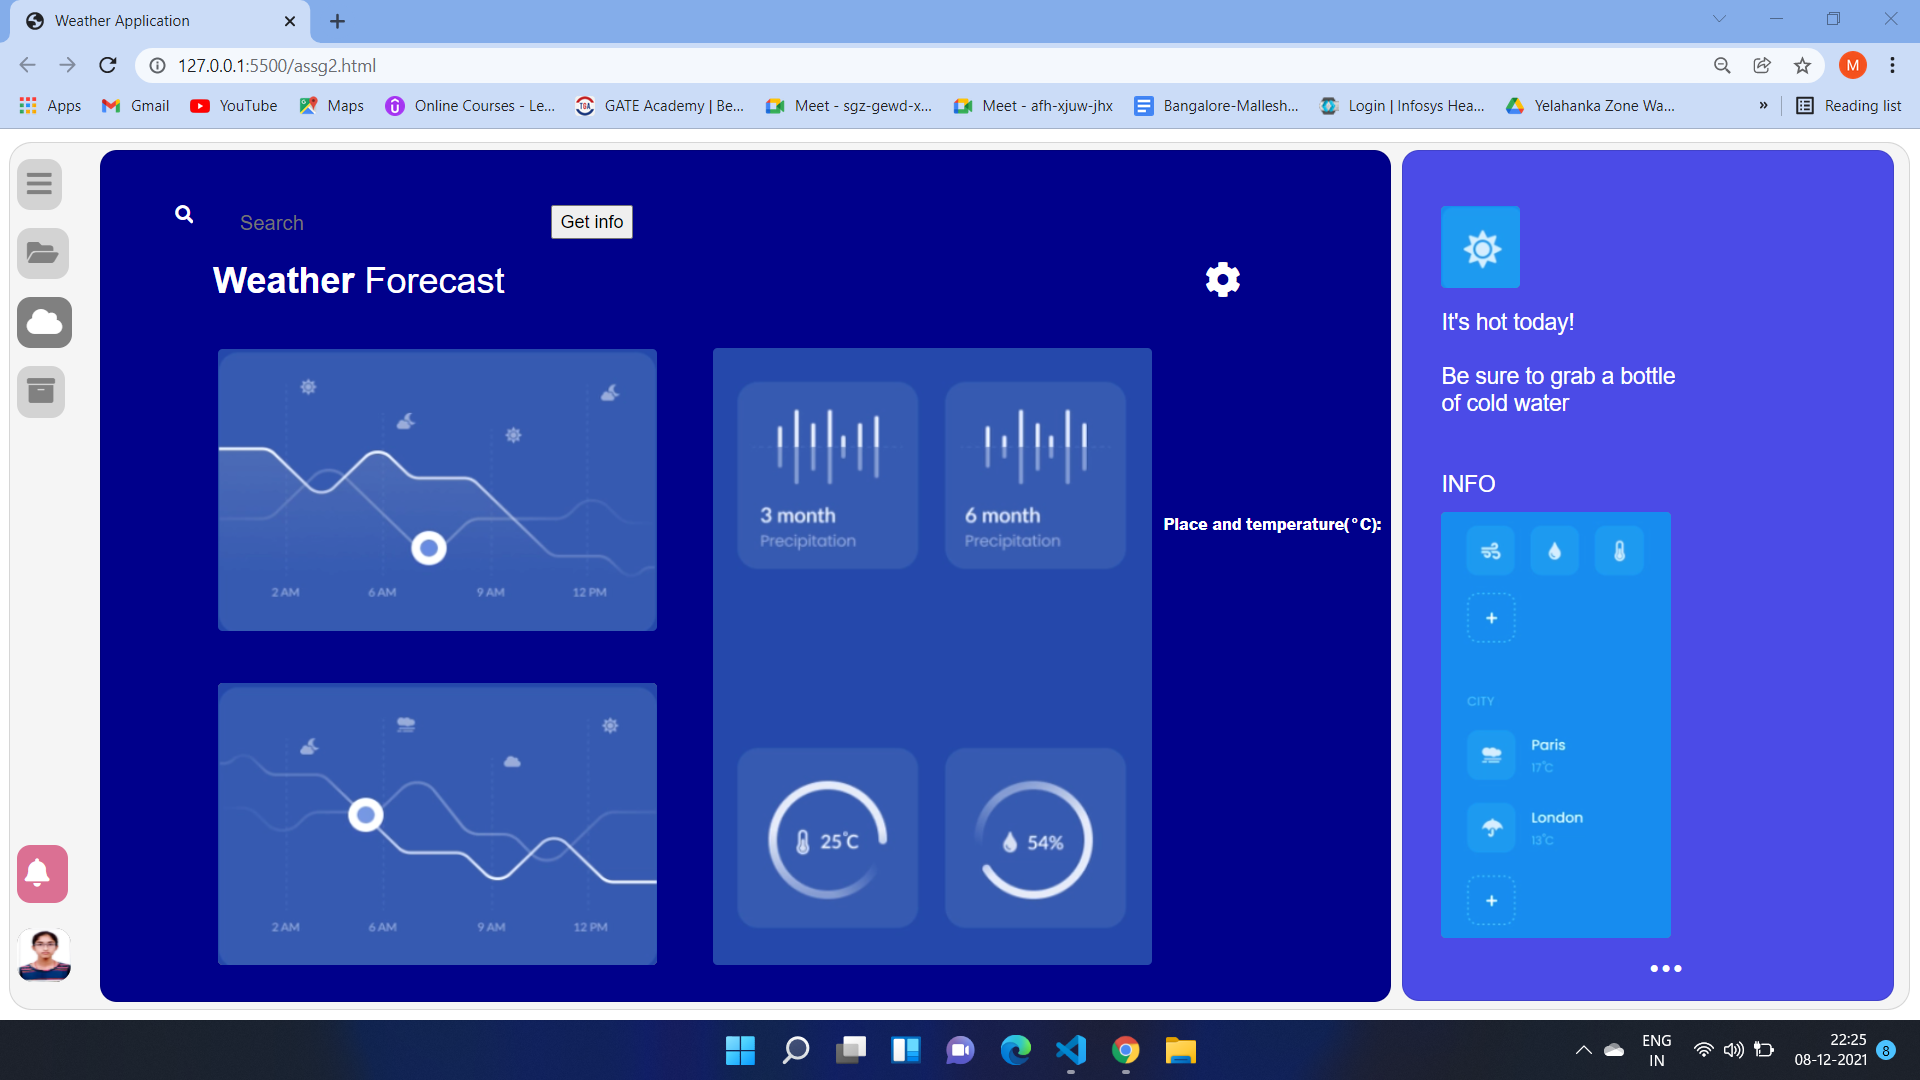 Weather Application
127.0.0.1:5500/assg2.html
M
Apps
Gmail
YouTube
Maps
Online Courses - Le...
GATE Academy | Be...
Meet - sgz-gewd-x...
Meet - afh-xjuw-jhx
Bangalore-Mallesh...
Login | Infosys Hea...
Yelahanka Zone Wa...
»
Reading list
Search
Get info
Weather Forecast
2 AM 6 AM 9 AM 12 PM
3 month
Precipitation
6 month
Precipitation
Place and temperature(°C):
2 AM 6 AM 9 AM 12 PM
25°C
54%
It's hot today!
Be sure to grab a bottle
of cold water
INFO
CITY
Paris
17°C
London
13°C
ENG
IN
22:25
08-12-2021
8